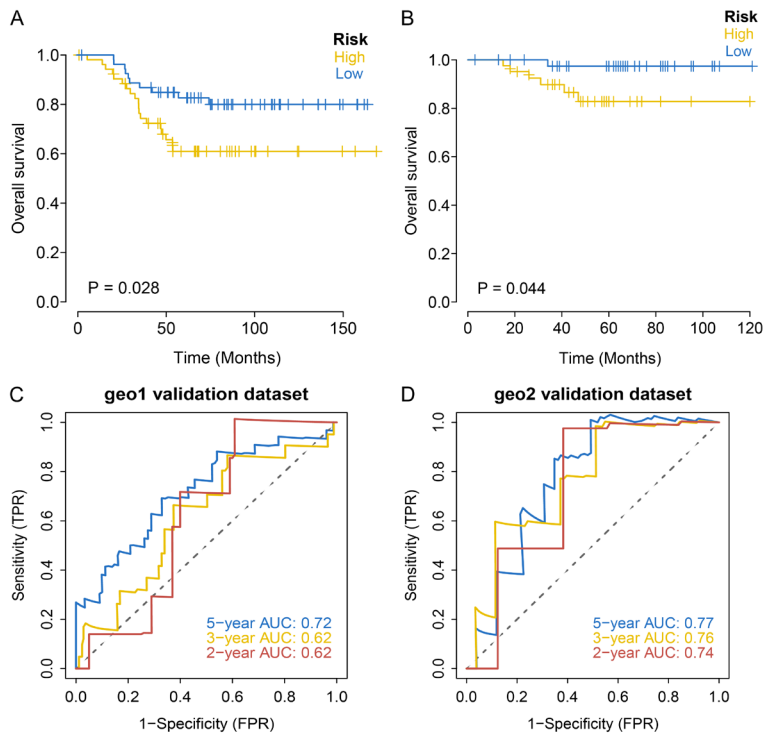 A
Risk
High
Low
1.0
0.8
0.6
0.4
0.2
0.0
Overall survival
P = 0.028
0
50
100
150
Time (Months)
B
Risk
High
Low
1.0
0.8
0.6
0.4
0.2
0.0
Overall survival
P = 0.044
0
20
40
60
80
100
120
Time (Months)
C
geo1 validation dataset
1.0
0.8
0.6
0.4
0.2
0.0
Sensitivity (TPR)
5-year AUC: 0.72
3-year AUC: 0.62
2-year AUC: 0.62
0.0
0.2
0.4
0.6
0.8
1.0
1-Specificity (FPR)
D
geo2 validation dataset
1.0
0.8
0.6
0.4
0.2
0.0
Sensitivity (TPR)
5-year AUC: 0.77
3-year AUC: 0.76
2-year AUC: 0.74
0.0
0.2
0.4
0.6
0.8
1.0
1-Specificity (FPR)